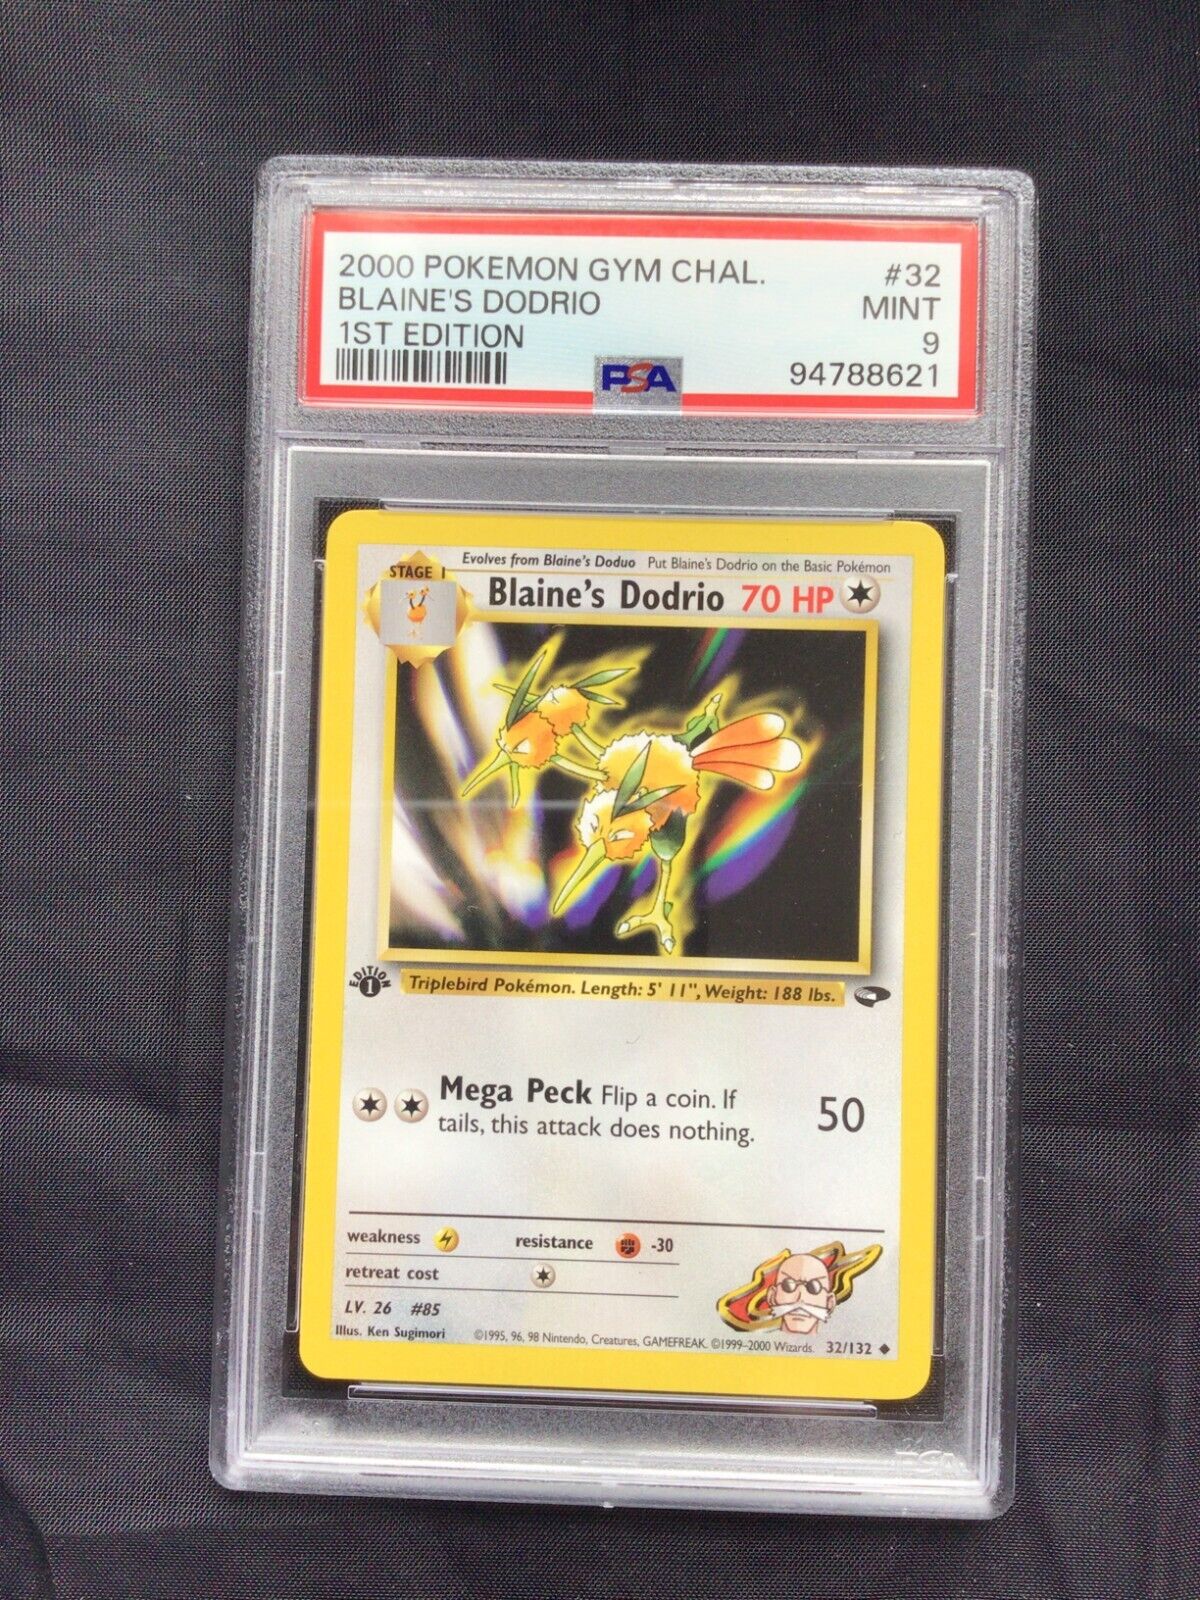 2000 POKEMON GYM CHAL. #32
BLAINE'S DODRIO MINT
1ST EDITION 9
PSA 94788621
STAGE 1 Evolves from Blaine's Doduo Put Blaine's Dodrio on the Basic Pokémon
Blaine's Dodrio 70 HP
EDITION 1
Triplebird Pokémon. Length: 5' 11", Weight: 188 lbs.
Mega Peck Flip a coin. If
tails, this attack does nothing. 50
weakness resistance -30
retreat cost
LV. 26 #85
Illus. Ken Sugimori ©1995, 96, 98 Nintendo, Creatures, GAMEFREAK. ©1999-2000 Wizards. 32/132
PSA